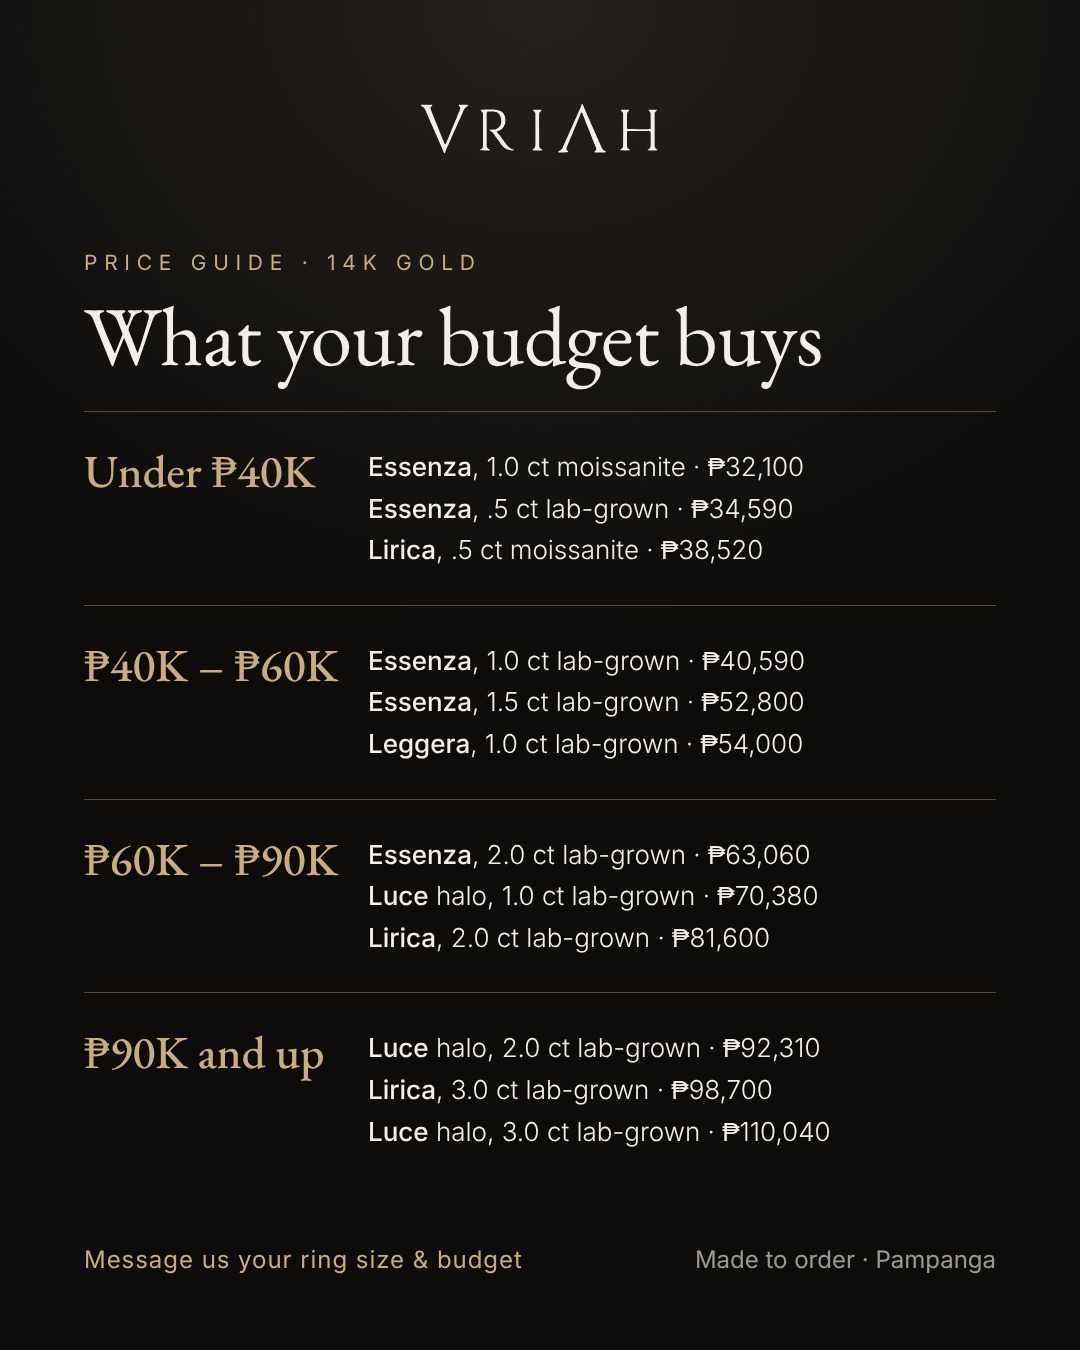 VRIAH
PRICE GUIDE · 14K GOLD
What your budget buys
Under ₱40K
Essenza, 1.0 ct moissanite · ₱32,100
Essenza, .5 ct lab-grown · ₱34,590
Lirica, .5 ct moissanite · ₱38,520
₱40K – ₱60K
Essenza, 1.0 ct lab-grown · ₱40,590
Essenza, 1.5 ct lab-grown · ₱52,800
Leggera, 1.0 ct lab-grown · ₱54,000
₱60K – ₱90K
Essenza, 2.0 ct lab-grown · ₱63,060
Luce halo, 1.0 ct lab-grown · ₱70,380
Lirica, 2.0 ct lab-grown · ₱81,600
₱90K and up
Luce halo, 2.0 ct lab-grown · ₱92,310
Lirica, 3.0 ct lab-grown · ₱98,700
Luce halo, 3.0 ct lab-grown · ₱110,040
Message us your ring size & budget
Made to order · Pampanga